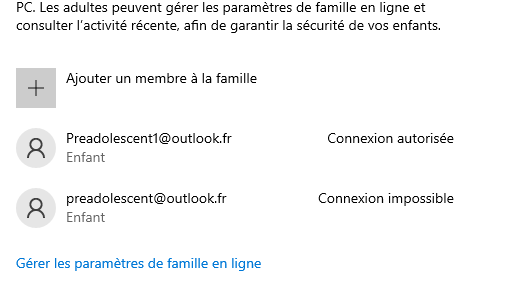 PC. Les adultes peuvent gérer les paramètres de famille en ligne et
consulter l'activité récente, afin de garantir la sécurité de vos enfants.
Ajouter un membre à la famille
Preadolescent1@outlook.fr Connexion autorisée
Enfant
preadolescent@outlook.fr Connexion impossible
Enfant
Gérer les paramètres de famille en ligne